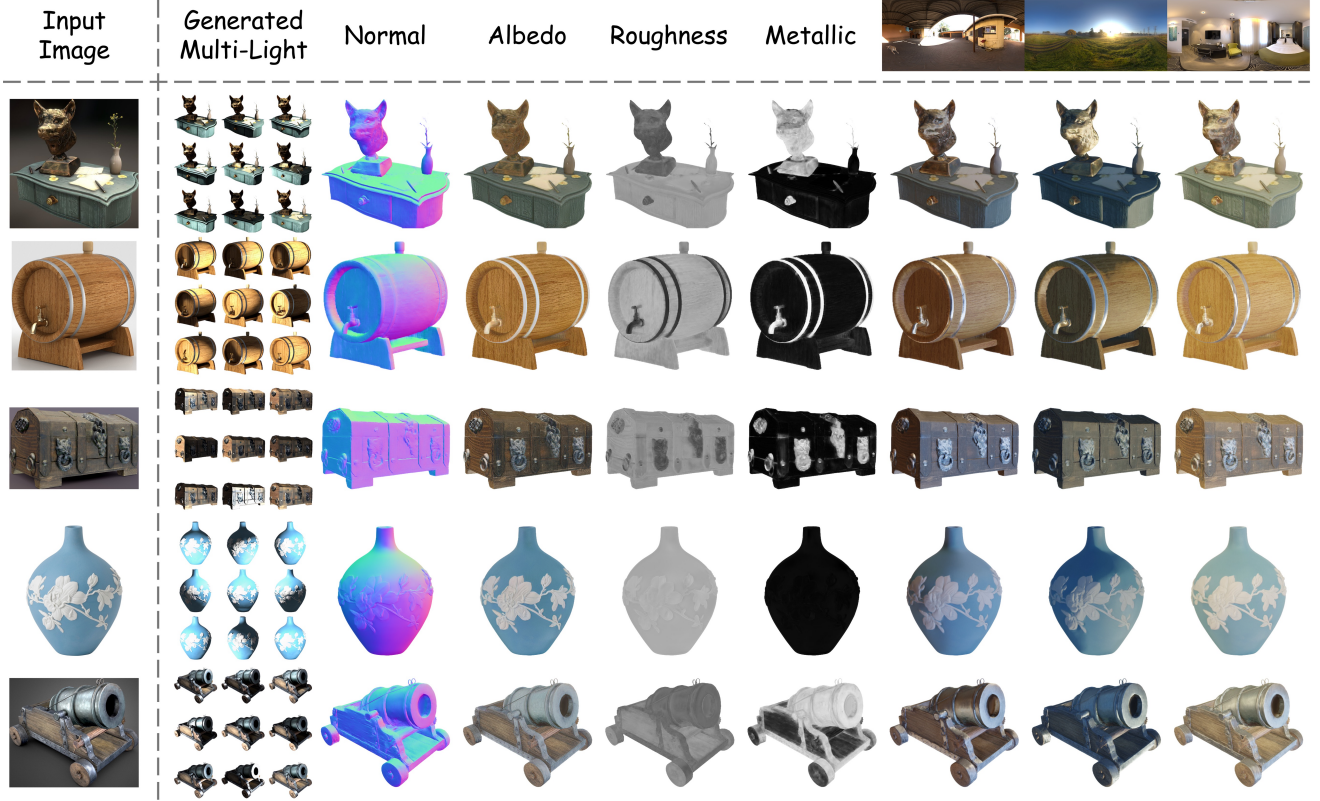 Input
Image
Generated
Multi-Light
Normal
Albedo
Roughness
Metallic